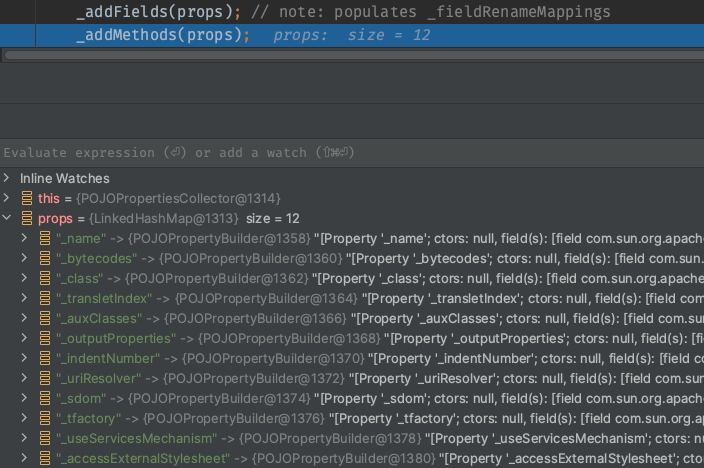 _addFields(props); // note: populates _fieldRenameMappings
_addMethods(props); props: size = 12
Evaluate expression (⏎) or add a watch (⇧⌘⏎)
Inline Watches
this = {POJOPropertiesCollector@1314}
props = {LinkedHashMap@1313} size = 12
"_name" -> {POJOPropertyBuilder@1358} "[Property '_name'; ctors: null, field(s): [field com.sun.org.apache
"_bytecodes" -> {POJOPropertyBuilder@1360} "[Property '_bytecodes'; ctors: null, field(s): [field com.sun.
"_class" -> {POJOPropertyBuilder@1362} "[Property '_class'; ctors: null, field(s): [field com.sun.org.apache
"_transletIndex" -> {POJOPropertyBuilder@1364} "[Property '_transletIndex'; ctors: null, field(s): [field com
"_auxClasses" -> {POJOPropertyBuilder@1366} "[Property '_auxClasses'; ctors: null, field(s): [field com.sun
"_outputProperties" -> {POJOPropertyBuilder@1368} "[Property '_outputProperties'; ctors: null, field(s): [fi
"_indentNumber" -> {POJOPropertyBuilder@1370} "[Property '_indentNumber'; ctors: null, field(s): [field
"_uriResolver" -> {POJOPropertyBuilder@1372} "[Property '_uriResolver'; ctors: null, field(s): [field com.sun
"_sdom" -> {POJOPropertyBuilder@1374} "[Property '_sdom'; ctors: null, field(s): [field com.sun.org.apache
"_tfactory" -> {POJOPropertyBuilder@1376} "[Property '_tfactory'; ctors: null, field(s): [field com.sun.org.apa
"_useServicesMechanism" -> {POJOPropertyBuilder@1378} "[Property '_useServicesMechanism'; ctors: nu
"_accessExternalStylesheet" -> {POJOPropertyBuilder@1380} "[Property '_accessExternalStylesheet'; cto